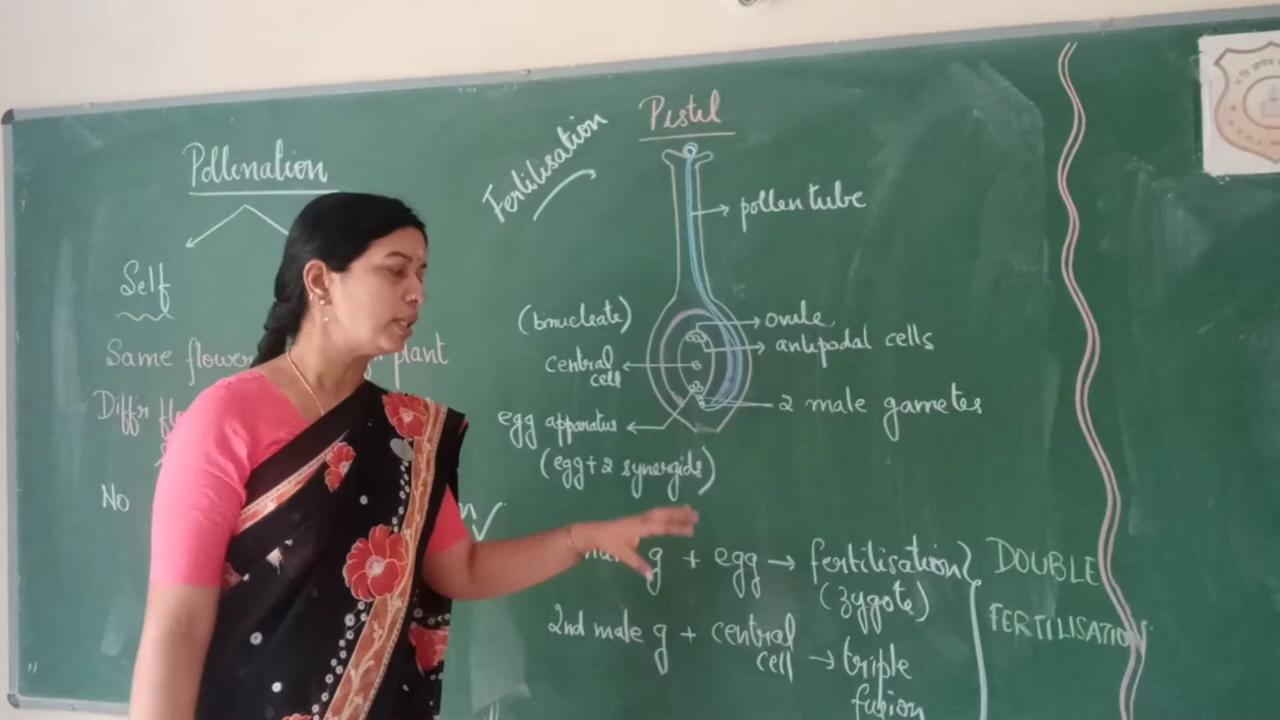 Pollenation
Self
Same flower plant
Diff'r
No
Fertilisation
Pistil
pollen tube
(binucleate)
central
cell
egg apparatus
(egg + 2 synergids)
ovule
antipodal cells
2 male gametes
g + egg → fertilisation
(zygote)
2nd male g + central
cell → triple
fusion
DOUBLE
FERTILISATION